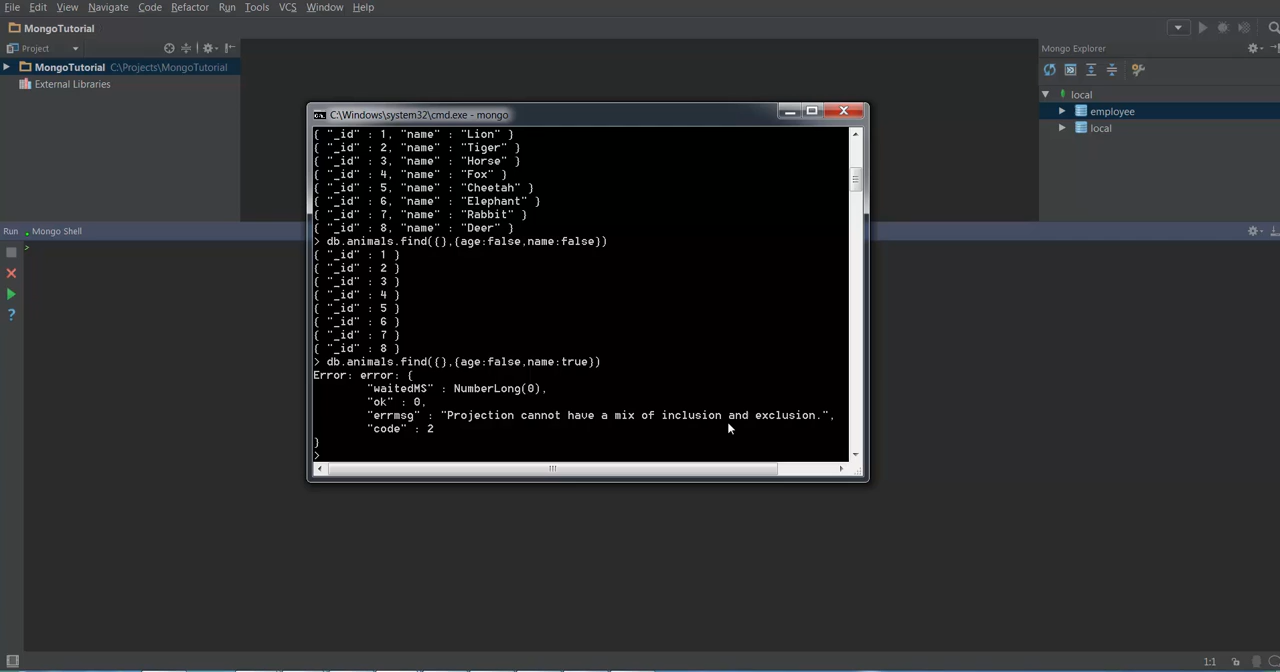 File Edit View Navigate Code Refactor Run Tools VCS Window Help
MongoTutorial
Project
Mongo Explorer
MongoTutorial C:\Projects\MongoTutorial
External Libraries
local
employee
local
C:\Windows\system32\cmd.exe - mongo
{ "_id" : 1, "name" : "Lion" }
{ "_id" : 2, "name" : "Tiger" }
{ "_id" : 3, "name" : "Horse" }
{ "_id" : 4, "name" : "Fox" }
{ "_id" : 5, "name" : "Cheetah" }
{ "_id" : 6, "name" : "Elephant" }
{ "_id" : 7, "name" : "Rabbit" }
{ "_id" : 8, "name" : "Deer" }
> db.animals.find({},{age:false,name:false})
{ "_id" : 1 }
{ "_id" : 2 }
{ "_id" : 3 }
{ "_id" : 4 }
{ "_id" : 5 }
{ "_id" : 6 }
{ "_id" : 7 }
{ "_id" : 8 }
> db.animals.find({},{age:false,name:true})
Error: error: {
"waitedMS" : NumberLong(0),
"ok" : 0,
"errmsg" : "Projection cannot have a mix of inclusion and exclusion.",
"code" : 2
}
>
Run Mongo Shell
>
1:1